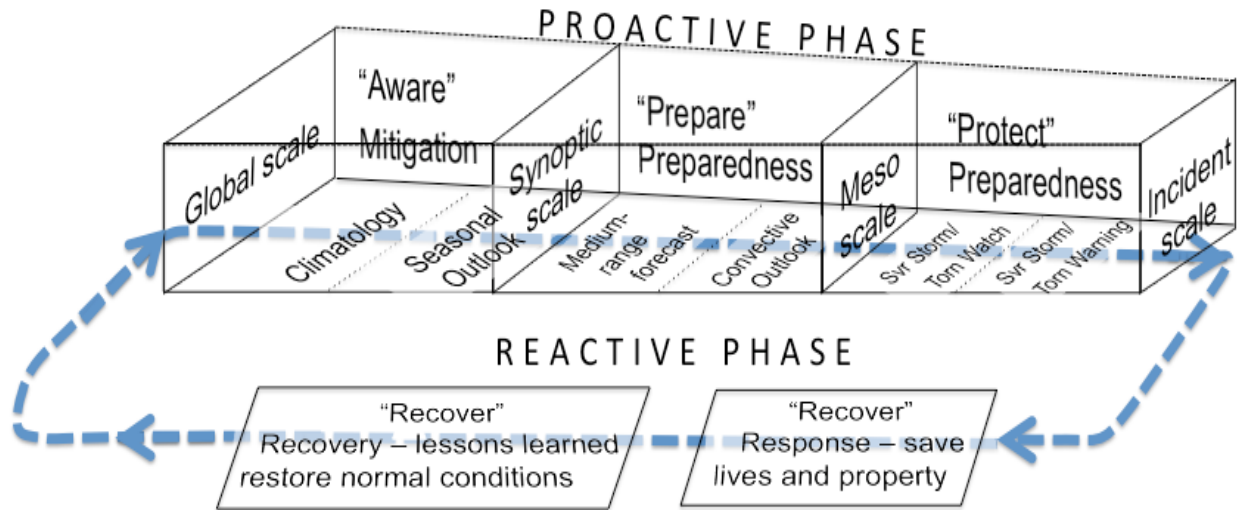 PROACTIVE PHASE
Global scale
"Aware"
Mitigation
Climatology
Seasonal
Outlook
Synoptic
scale
"Prepare"
Preparedness
Medium-
range
forecast
Convective
Outlook
Meso
scale
"Protect"
Preparedness
Svr Storm/
Torn Watch
Svr Storm/
Torn Warning
Incident
scale
REACTIVE PHASE
"Recover"
Recovery – lessons learned
restore normal conditions
"Recover"
Response – save
lives and property